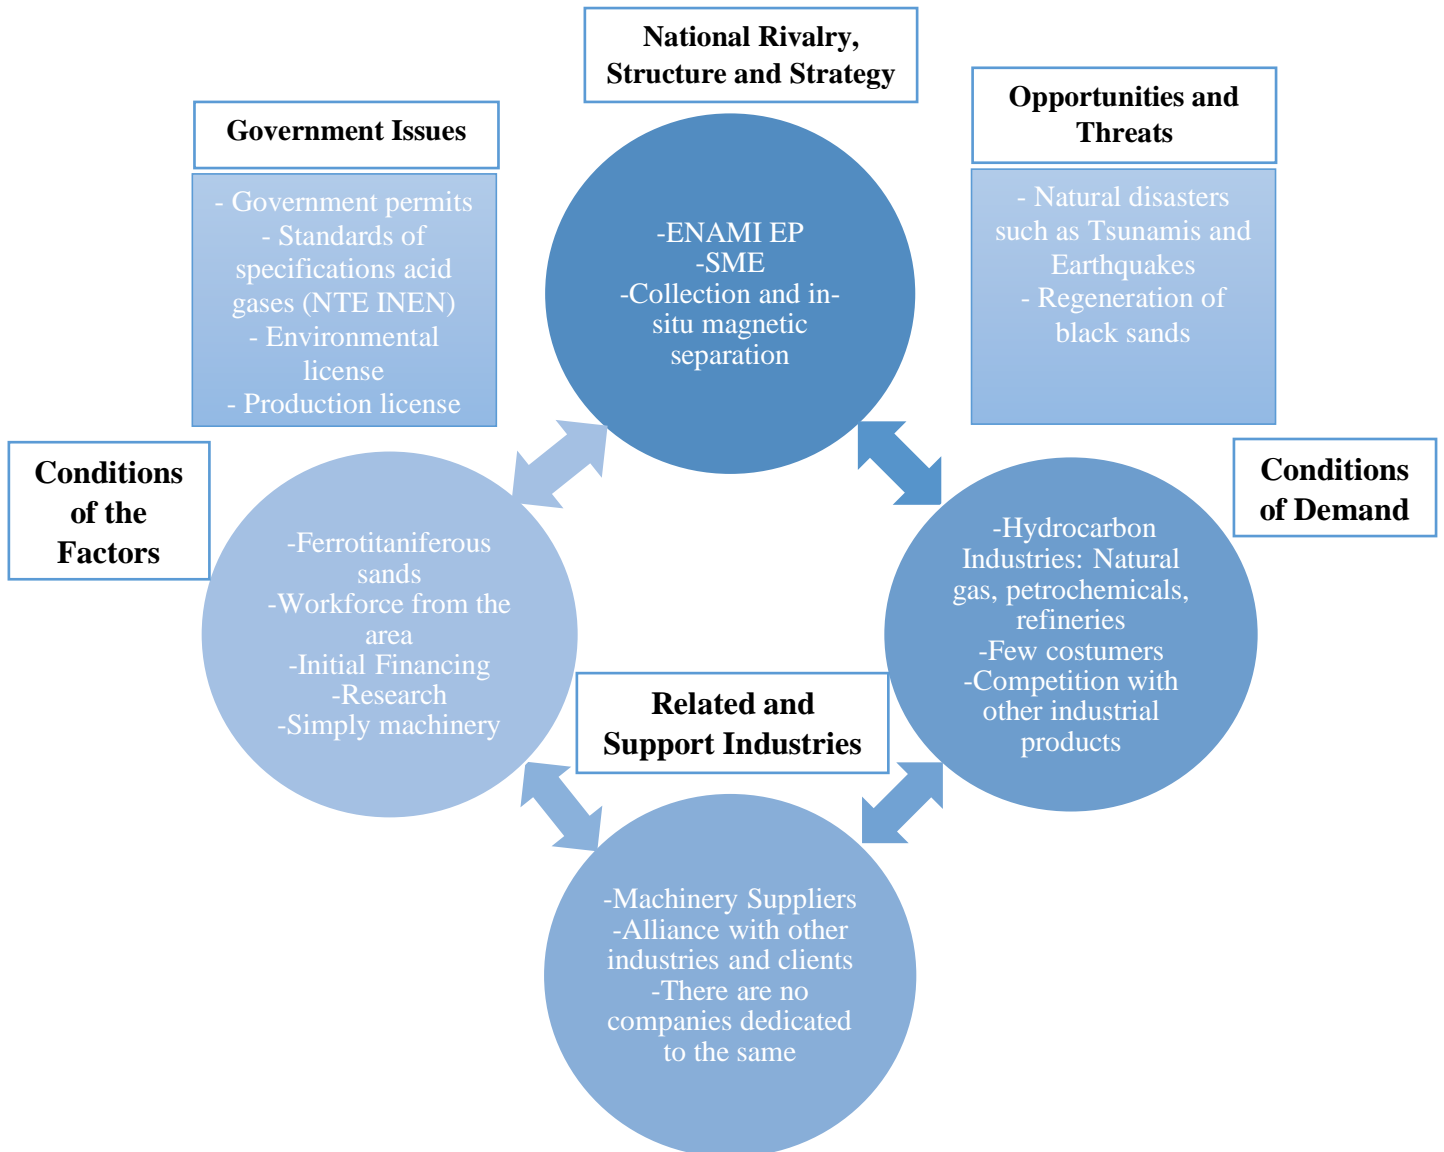 National Rivalry,
Structure and Strategy
Government Issues
Opportunities and
Threats
- Government permits
- Standards of
specifications acid
gases (NTE INEN)
- Environmental
license
- Production license
-ENAMI EP
-SME
-Collection and in-
situ magnetic
separation
- Natural disasters
such as Tsunamis and
Earthquakes
- Regeneration of
black sands
Conditions
of the
Factors
Conditions
of Demand
-Ferrotitaniferous
sands
-Workforce from the
area
-Initial Financing
-Research
-Simply machinery
-Hydrocarbon
Industries: Natural
gas, petrochemicals,
refineries
-Few costumers
-Competition with
other industrial
products
Related and
Support Industries
-Machinery Suppliers
-Alliance with other
industries and clients
-There are no
companies dedicated
to the same